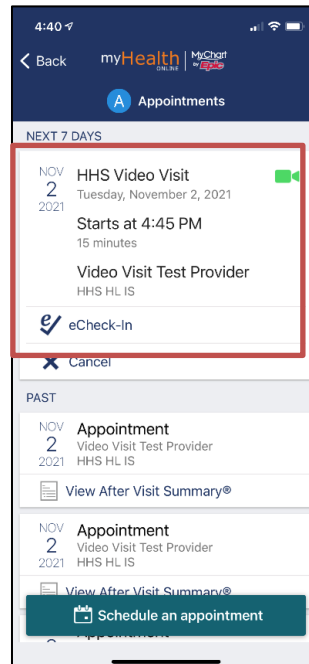 4:40
Back
myHealth ONLINE | MyChart by Epic
A Appointments
NEXT 7 DAYS
NOV 2 2021
HHS Video Visit
Tuesday, November 2, 2021
Starts at 4:45 PM
15 minutes
Video Visit Test Provider
HHS HL IS
eCheck-In
Cancel
PAST
NOV 2 2021
Appointment
Video Visit Test Provider
HHS HL IS
View After Visit Summary®
NOV 2 2021
Appointment
Video Visit Test Provider
HHS HL IS
View After Visit Summary®
Schedule an appointment